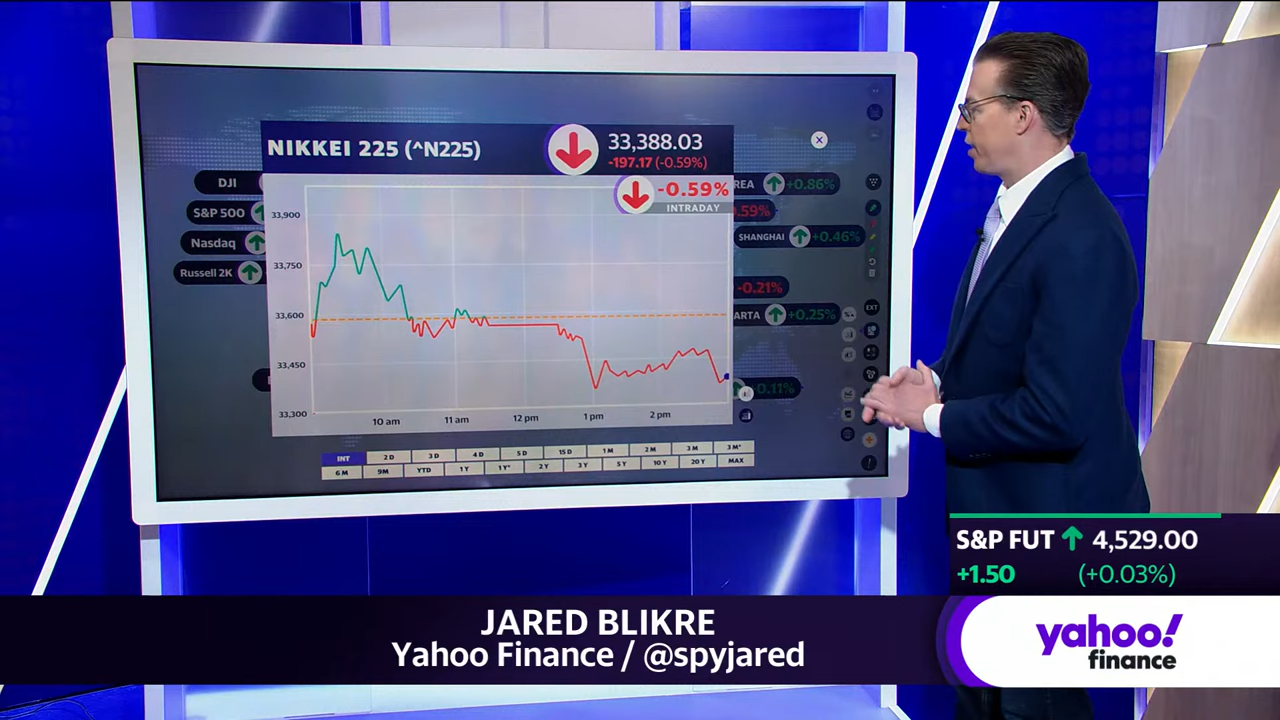 NIKKEI 225 (^N225)
33,388.03
-197.17 (-0.59%)
-0.59%
INTRADAY
33,900
33,750
33,600
33,450
33,300
10 am
11 am
12 pm
1 pm
2 pm
DJI
S&P 500
Nasdaq
Russell 2K
REA
+0.86%
.59%
SHANGHAI
+0.46%
-0.21%
ARTA
+0.25%
0.11%
EXT
INT 2 D 3 D 4 D 5 D 15 D 1 M 2 M 3 M 3 M*
6 M 9M YTD 1 Y 1 Y* 2 Y 3 Y 5 Y 10 Y 20 Y MAX
S&P FUT 4,529.00
+1.50 (+0.03%)
JARED BLIKRE
Yahoo Finance / @spyjared
yahoo!
finance